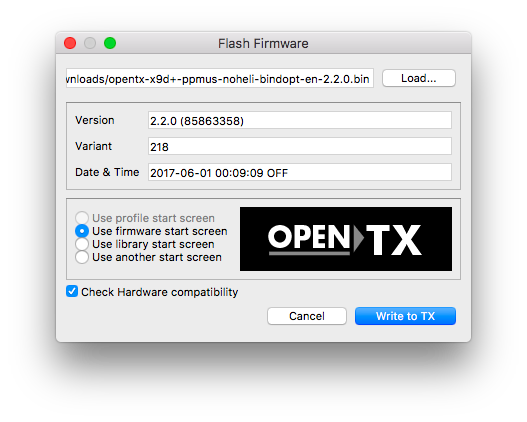 Flash Firmware
wnloads/opentx-x9d+-ppmus-noheli-bindopt-en-2.2.0.bin
Load...
Version
2.2.0 (85863358)
Variant
218
Date & Time
2017-06-01 00:09:09 OFF
Use profile start screen
Use firmware start screen
Use library start screen
Use another start screen
OPEN TX
Check Hardware compatibility
Cancel
Write to TX